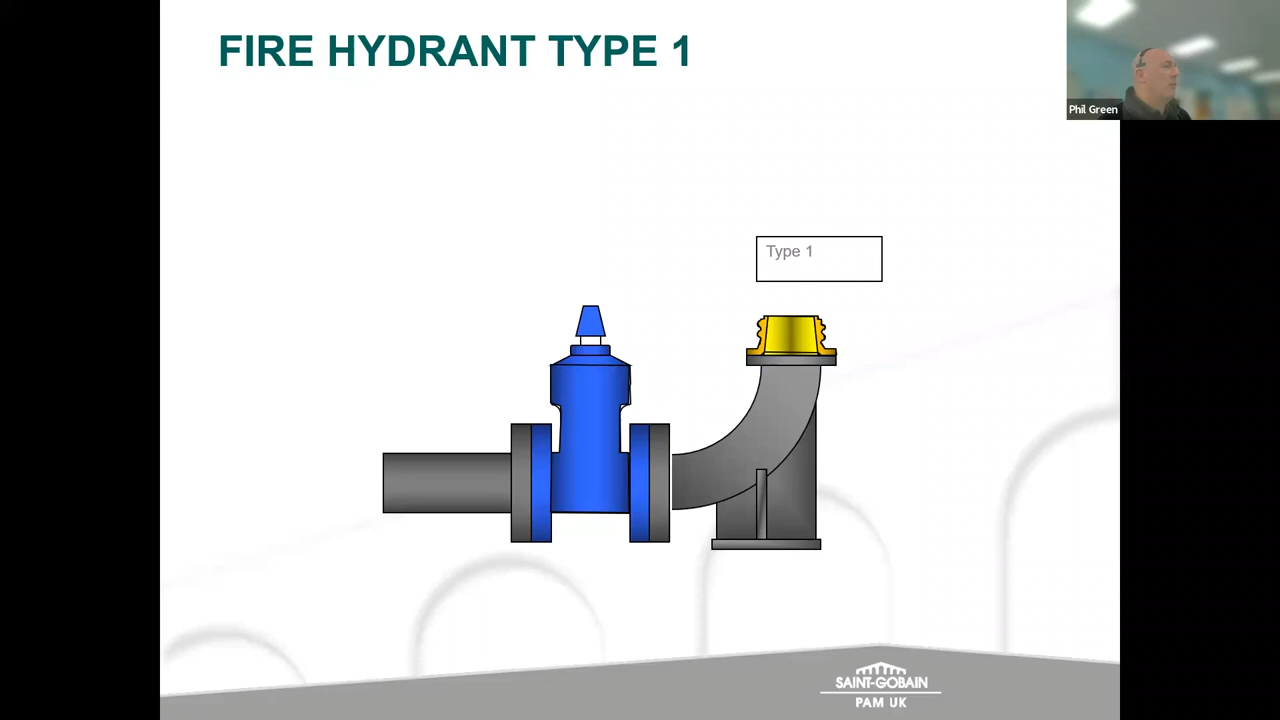 FIRE HYDRANT TYPE 1
Phil Green
Type 1
SAINT-GOBAIN
PAM UK